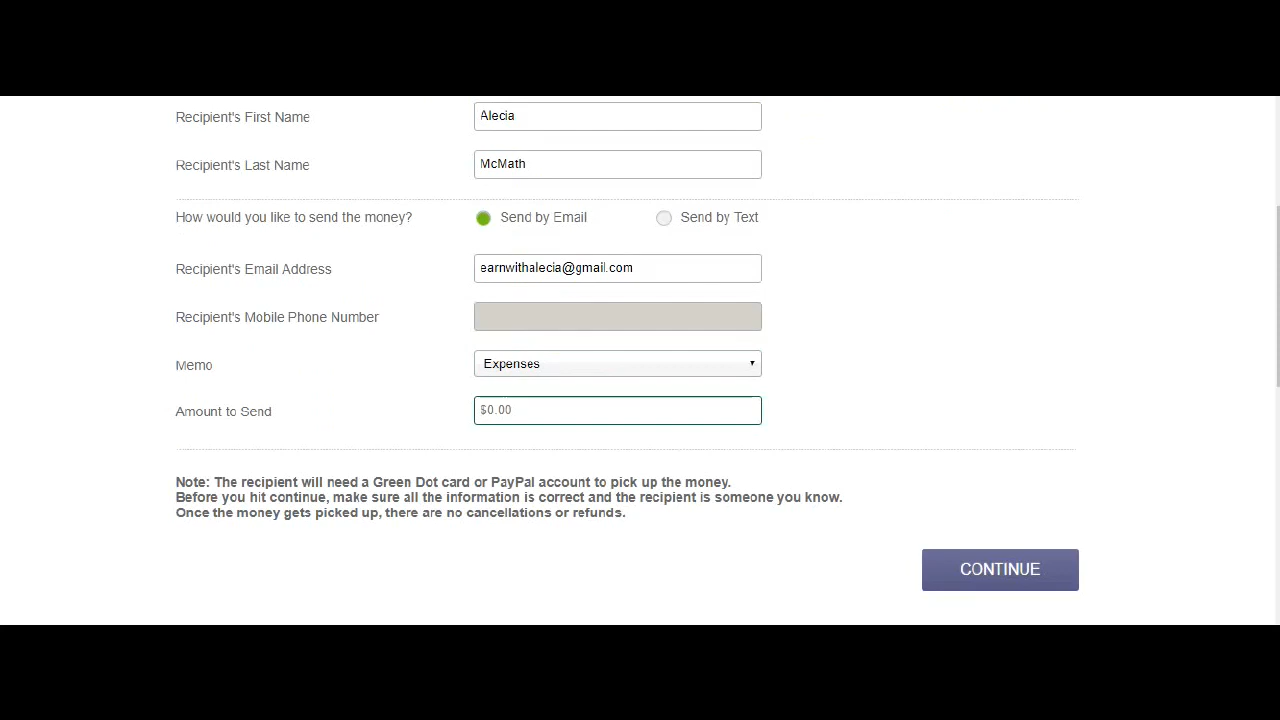 Recipient's First Name Alecia
Recipient's Last Name McMath
How would you like to send the money? Send by Email Send by Text
Recipient's Email Address earnwithalecia@gmail.com
Recipient's Mobile Phone Number
Memo Expenses
Amount to Send $0.00
Note: The recipient will need a Green Dot card or PayPal account to pick up the money.
Before you hit continue, make sure all the information is correct and the recipient is someone you know.
Once the money gets picked up, there are no cancellations or refunds.
CONTINUE